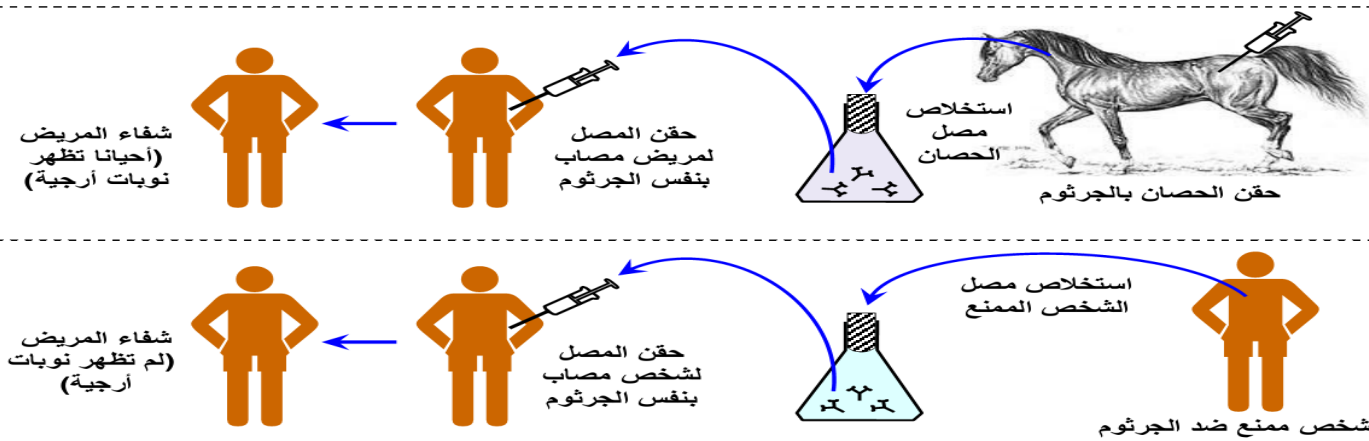 حقن الحصان بالجرثوم
استخلاص
مصل
الحصان
حقن المصل
لمريض مصاب
بنفس الجرثوم
شفاء المريض
(أحيانا تظهر
نوبات أرجية)
شخص ممنع ضد الجرثوم
استخلاص مصل
الشخص الممنع
حقن المصل
لشخص مصاب
بنفس الجرثوم
شفاء المريض
(لم تظهر نوبات
أرجية)